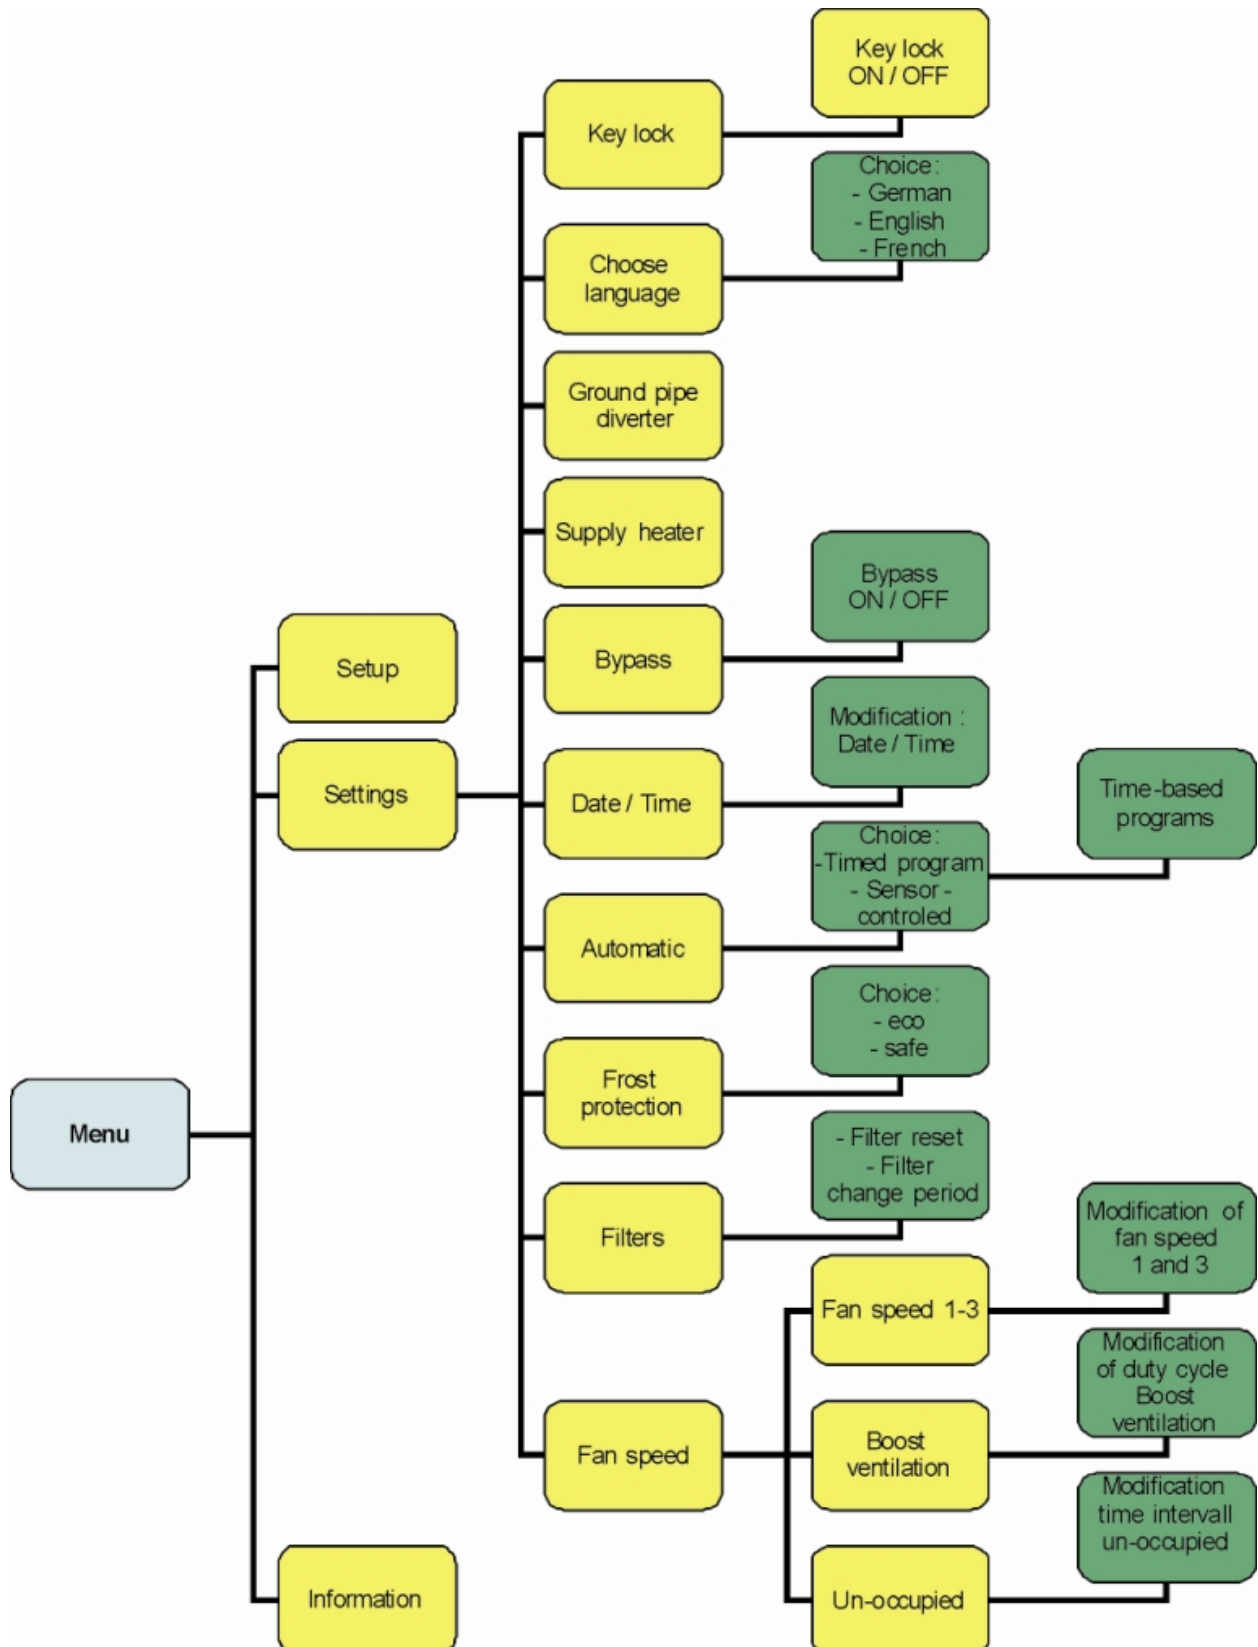 Key lock
ON / OFF
Key lock
Choice :
- German
- English
- French
Choose
language
Ground pipe
diverter
Supply heater
Bypass
ON / OFF
Bypass
Setup
Modification :
Date / Time
Settings
Date / Time
Time-based
programs
Choice:
-Timed program
- Sensor -
controled
Automatic
Choice:
- eco
- safe
Frost
protection
Menu
- Filter reset
- Filter
change period
Filters
Modification of
fan speed
1 and 3
Fan speed 1-3
Modification
of duty cycle
Boost
ventilation
Fan speed
Boost
ventilation
Modification
time intervall
un-occupied
Information
Un-occupied